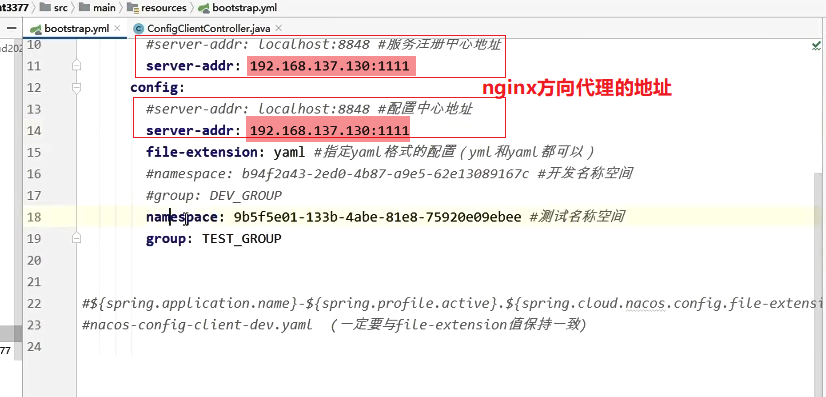 nt3377 src main resources bootstrap.yml
bootstrap.yml ConfigClientController.java
10 #server-addr: localhost:8848 #服务注册中心地址
11 server-addr: 192.168.137.130:1111
12 config:
nginx方向代理的地址
13 #server-addr: localhost:8848 #配置中心地址
14 server-addr: 192.168.137.130:1111
15 file-extension: yaml #指定yaml格式的配置（yml和yaml都可以）
16 #namespace: b94f2a43-2ed0-4b87-a9e5-62e13089167c #开发名称空间
17 #group: DEV_GROUP
18 namespace: 9b5f5e01-133b-4abe-81e8-75920e09ebee #测试名称空间
19 group: TEST_GROUP
20
21
22 #${spring.application.name}-${spring.profile.active}.${spring.cloud.nacos.config.file-extensi
23 #nacos-config-client-dev.yaml （一定要与file-extension值保持一致)
24
77